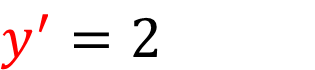 y′ = 2